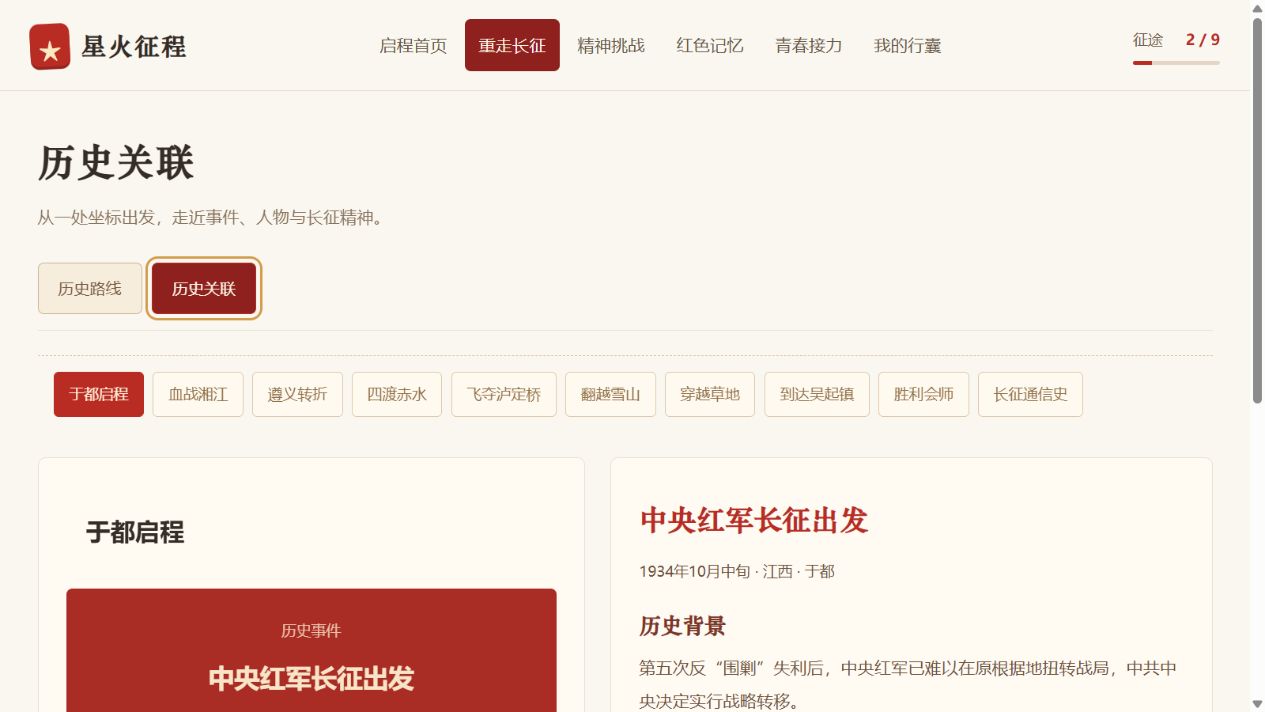 星火征程
启程首页 重走长征 精神挑战 红色记忆 青春接力 我的行囊
征途 2 / 9
历史关联
从一处坐标出发，走近事件、人物与长征精神。
历史路线 历史关联
于都启程 血战湘江 遵义转折 四渡赤水 飞夺泸定桥 翻越雪山 穿越草地 到达吴起镇 胜利会师 长征通信史
于都启程
历史事件
中央红军长征出发
中央红军长征出发
1934年10月中旬 · 江西 · 于都
历史背景
第五次反“围剿”失利后，中央红军已难以在原根据地扭转战局，中共中
央决定实行战略转移。